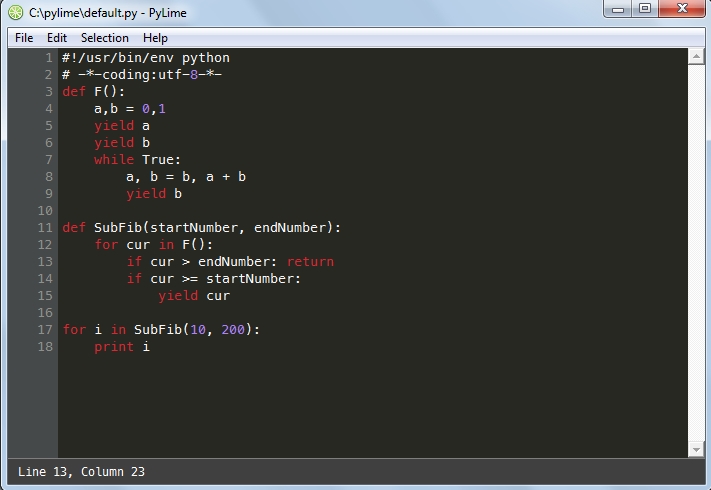 C:\pylime\default.py - PyLime
File Edit Selection Help
1 #!/usr/bin/env python
2 # -*-coding:utf-8-*-
3 def F():
4     a,b = 0,1
5     yield a
6     yield b
7     while True:
8         a, b = b, a + b
9         yield b
10
11 def SubFib(startNumber, endNumber):
12     for cur in F():
13         if cur > endNumber: return
14         if cur >= startNumber:
15             yield cur
16
17 for i in SubFib(10, 200):
18     print i
Line 13, Column 23